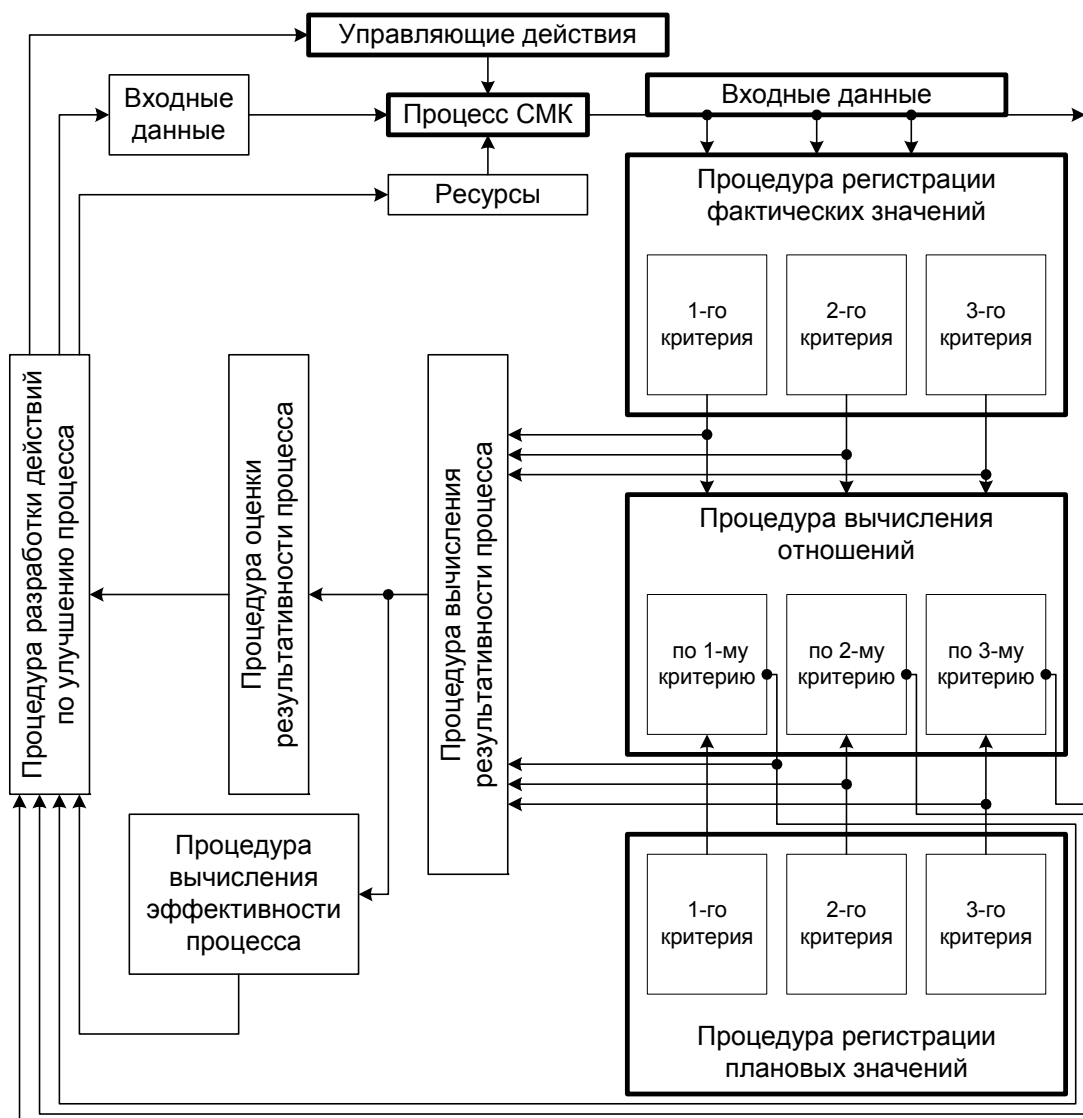 Управляющие действия
Входные
данные
Процесс СМК
Входные данные
Ресурсы
Процедура регистрации
фактических значений
1-го
критерия
2-го
критерия
3-го
критерия
Процедура разработки действий
по улучшению процесса
Процедура оценки
результативности процесса
Процедура вычисления
результативности процесса
Процедура вычисления
отношений
по 1-му
критерию
по 2-му
критерию
по 3-му
критерию
Процедура
вычисления
эффективности
процесса
1-го
критерия
2-го
критерия
3-го
критерия
Процедура регистрации
плановых значений